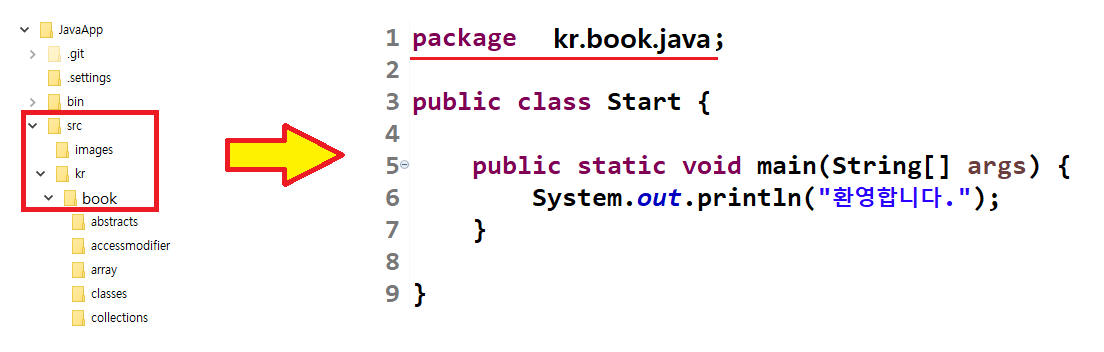 JavaApp
.git
.settings
bin
src
images
kr
book
abstracts
accessmodifier
array
classes
collections
1 package kr.book.java;
2
3 public class Start {
4
5 public static void main(String[] args) {
6 System.out.println("환영합니다.");
7 }
8
9 }